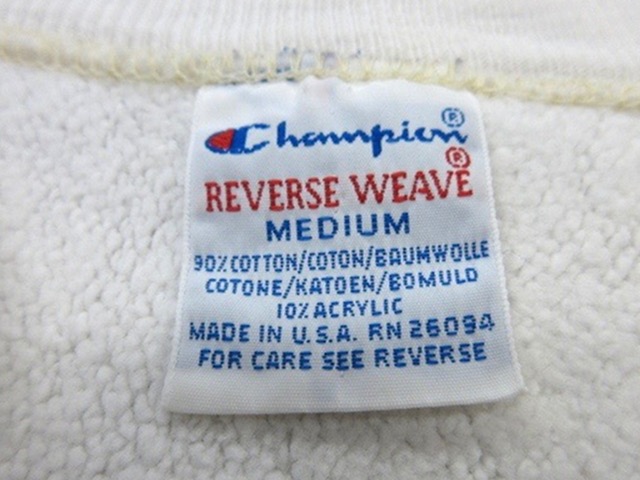 Champion®
REVERSE WEAVE®
MEDIUM
90% COTTON/COTON/BAUMWOLLE
COTONE/KATOEN/BOMULD
10% ACRYLIC
MADE IN U.S.A. RN 26094
FOR CARE SEE REVERSE